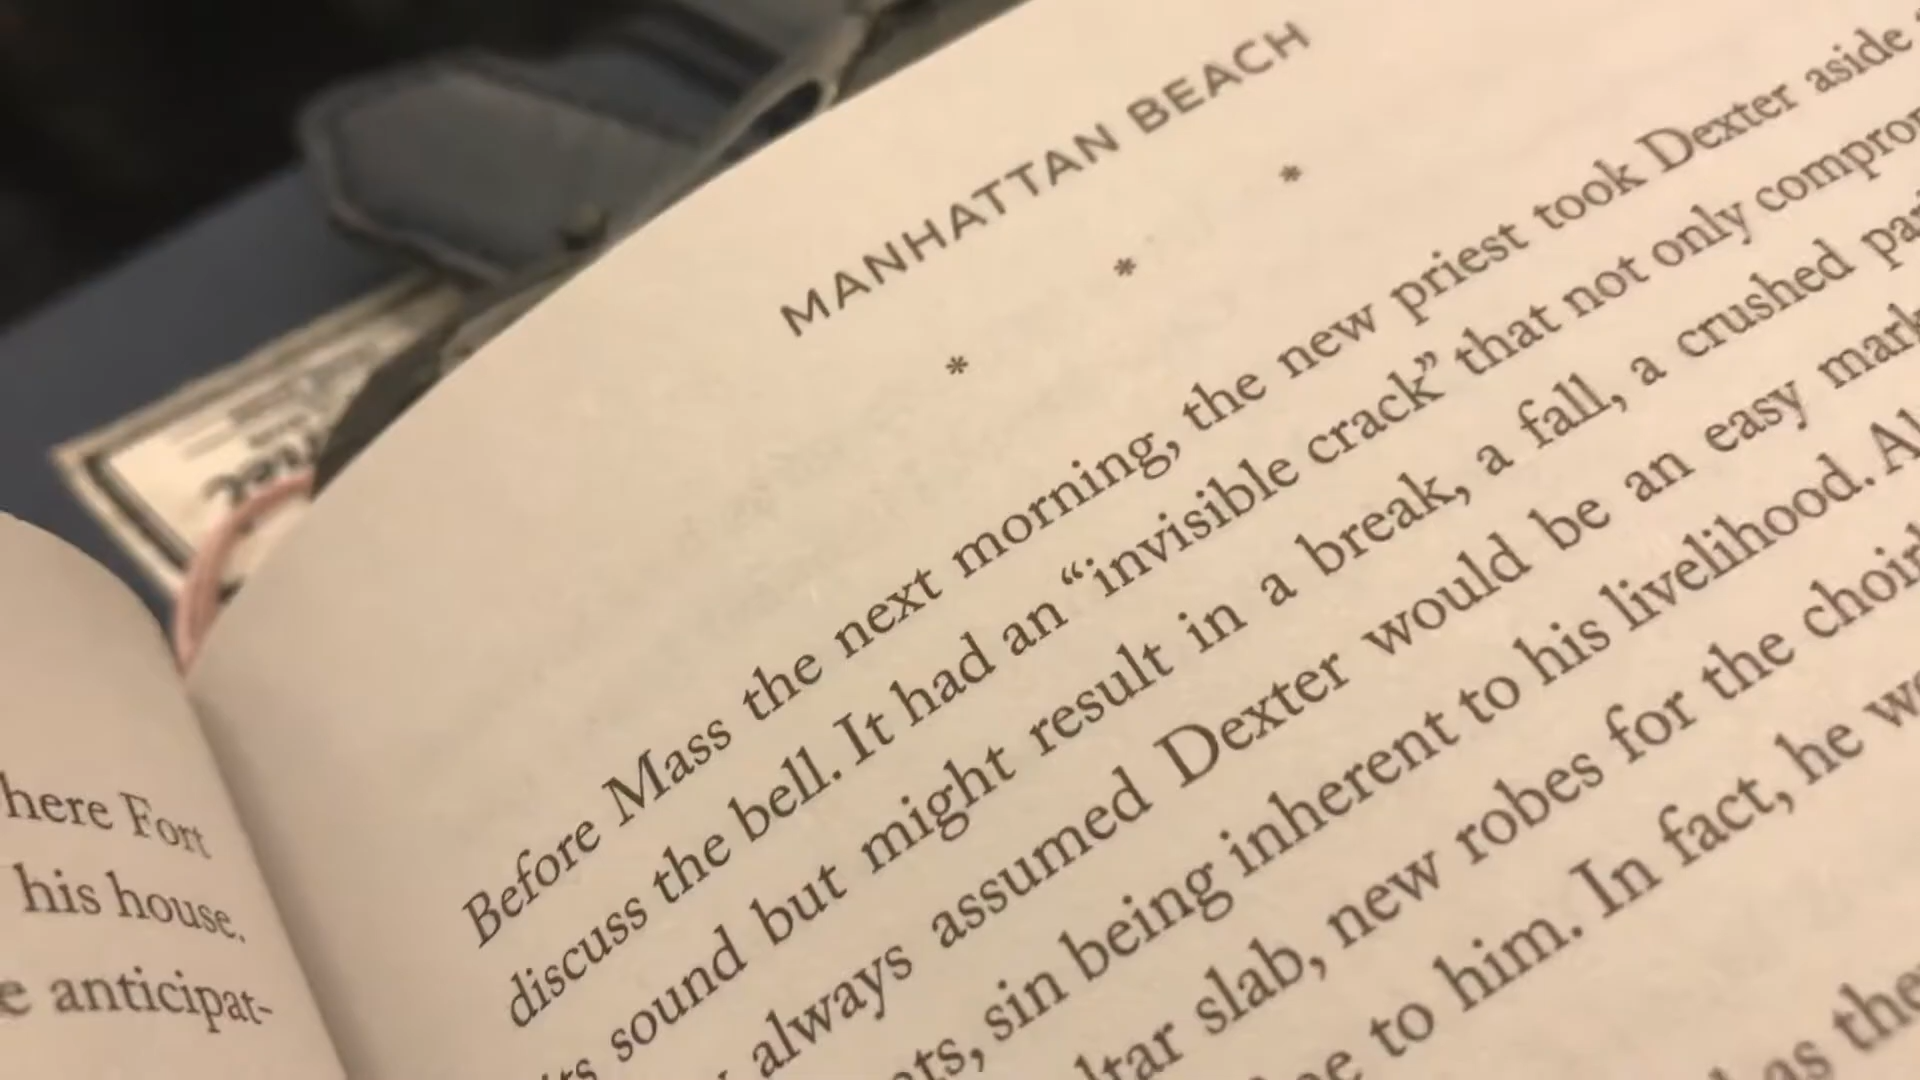 here Fort
his house.
anticipat-
MANHATTAN BEACH
* * *
Before Mass the next morning, the new priest took Dexter aside
discuss the bell. It had an “invisible crack” that not only
sound but might result in a break, a fall, a crushed
always assumed Dexter would be an easy mark
sin being inherent to his livelihood.
slab, new robes for the
to him. In fact, he
as